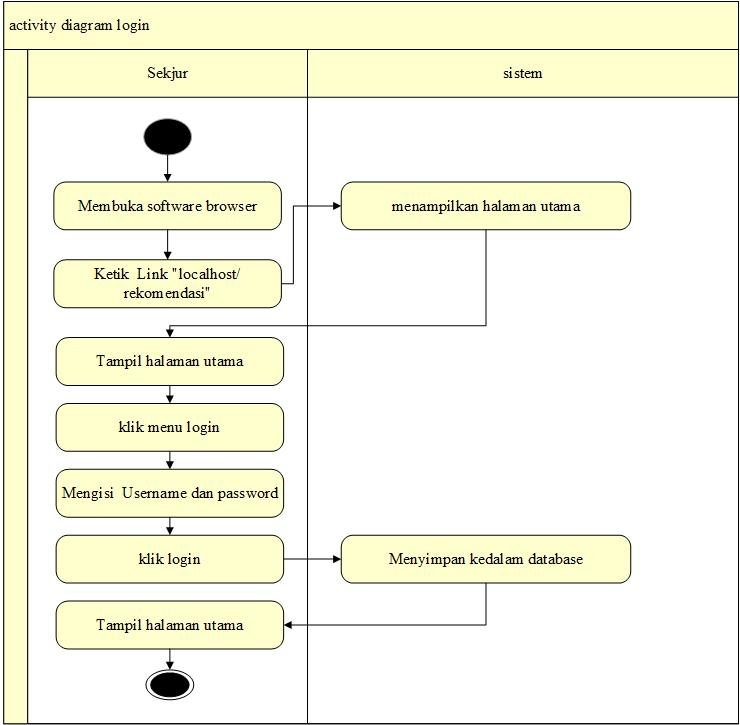 activity diagram login
Sekjur
sistem
Membuka software browser
menampilkan halaman utama
Ketik Link "localhost/
rekomendasi"
Tampil halaman utama
klik menu login
Mengisi Username dan password
klik login
Menyimpan kedalam database
Tampil halaman utama